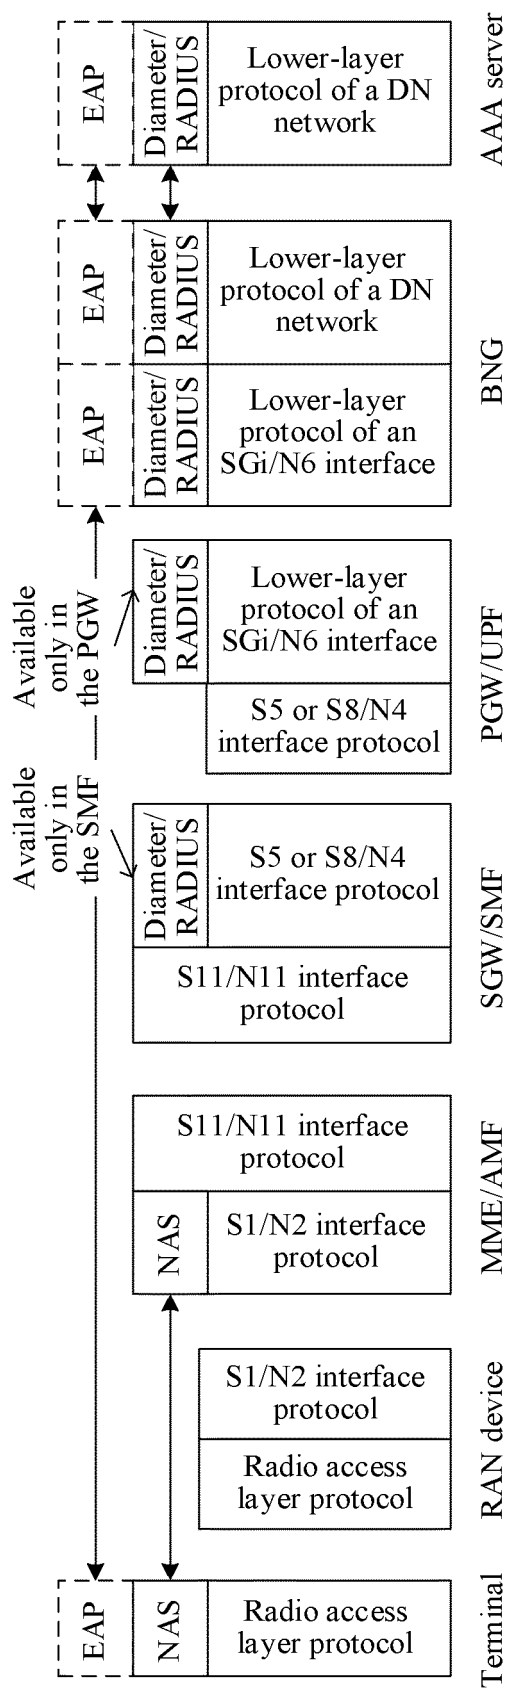 EAP
Diameter/
RADIUS
Lower-layer
protocol of a DN
network
AAA server
EAP
Diameter/
RADIUS
Lower-layer
protocol of a DN
network
EAP
Diameter/
RADIUS
Lower-layer
protocol of an
SGi/N6 interface
BNG
Available
only in
the PGW
Diameter/
RADIUS
Lower-layer
protocol of an
SGi/N6 interface
S5 or S8/N4
interface protocol
PGW/UPF
Available
only in
the SMF
Diameter/
RADIUS
S5 or S8/N4
interface protocol
S11/N11 interface
protocol
SGW/SMF
S11/N11 interface
protocol
NAS
S1/N2 interface
protocol
MME/AMF
S1/N2 interface
protocol
Radio access
layer protocol
RAN device
EAP
NAS
Radio access
layer protocol
Terminal